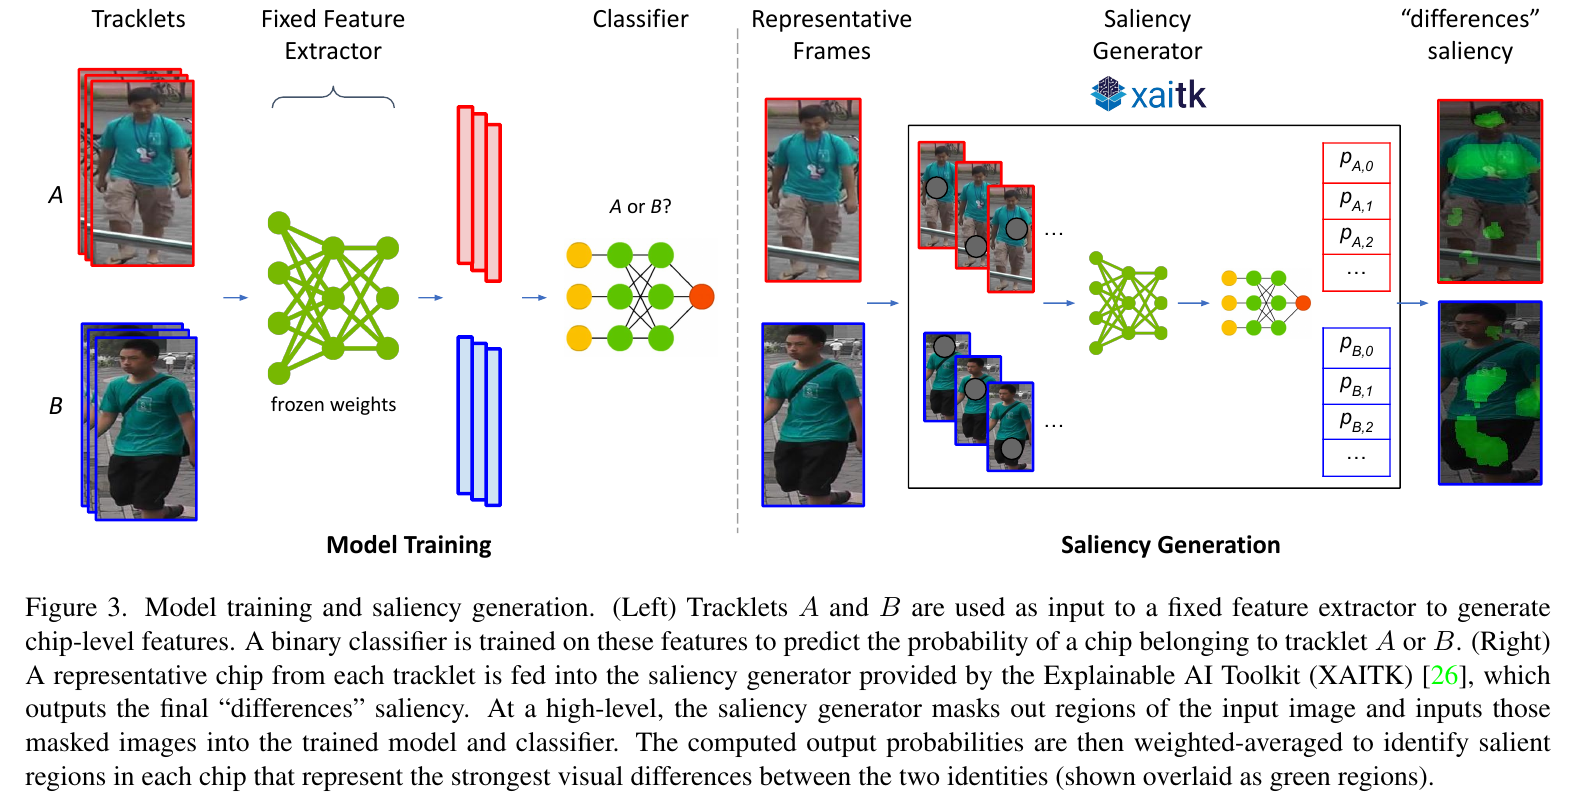 Tracklets
Fixed Feature
Extractor
Classifier
Representative
Frames
Saliency
Generator
“differences”
saliency
xaitk
A
B
frozen weights
A or B?
...
...
pA,0
pA,1
pA,2
...
pB,0
pB,1
pB,2
...
Model Training
Saliency Generation
Figure 3. Model training and saliency generation. (Left) Tracklets A and B are used as input to a fixed feature extractor to generate
chip-level features. A binary classifier is trained on these features to predict the probability of a chip belonging to tracklet A or B. (Right)
A representative chip from each tracklet is fed into the saliency generator provided by the Explainable AI Toolkit (XAITK) [26], which
outputs the final “differences” saliency. At a high-level, the saliency generator masks out regions of the input image and inputs those
masked images into the trained model and classifier. The computed output probabilities are then weighted-averaged to identify salient
regions in each chip that represent the strongest visual differences between the two identities (shown overlaid as green regions).